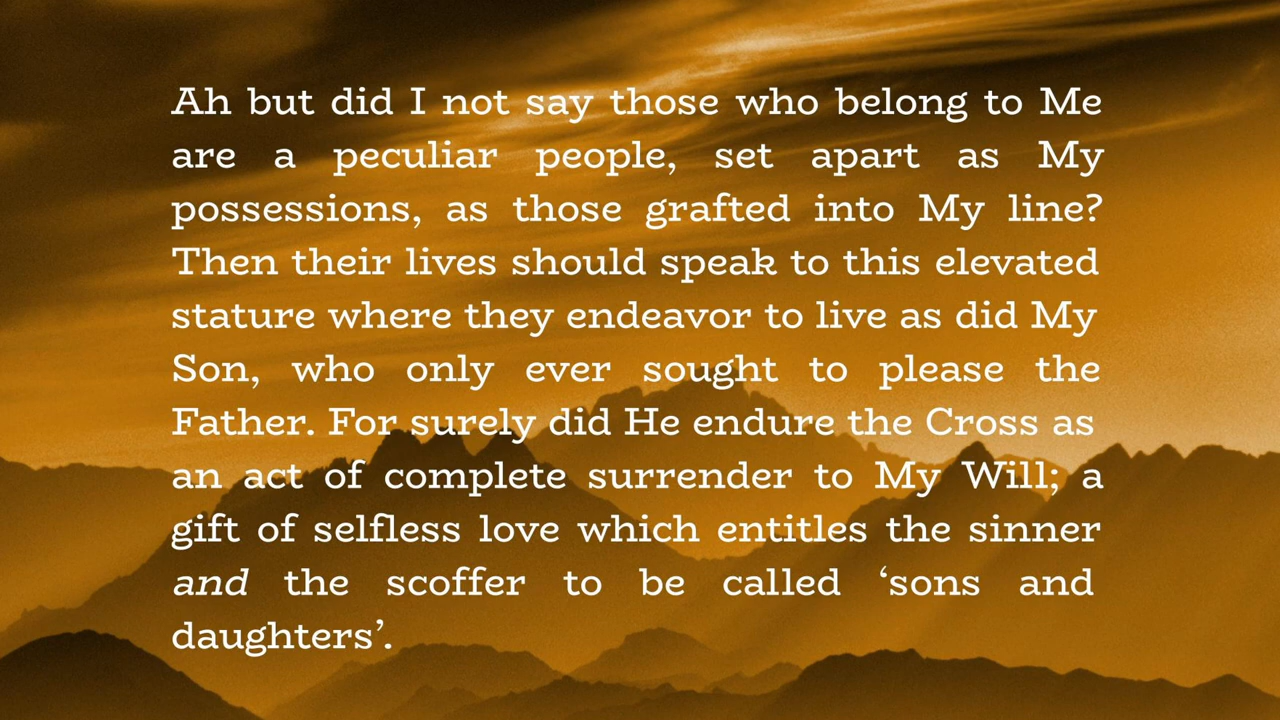 Ah but did I not say those who belong to Me
are a peculiar people, set apart as My
possessions, as those grafted into My line?
Then their lives should speak to this elevated
stature where they endeavor to live as did My
Son, who only ever sought to please the
Father. For surely did He endure the Cross as
an act of complete surrender to My Will; a
gift of selfless love which entitles the sinner
and the scoffer to be called ‘sons and
daughters’.